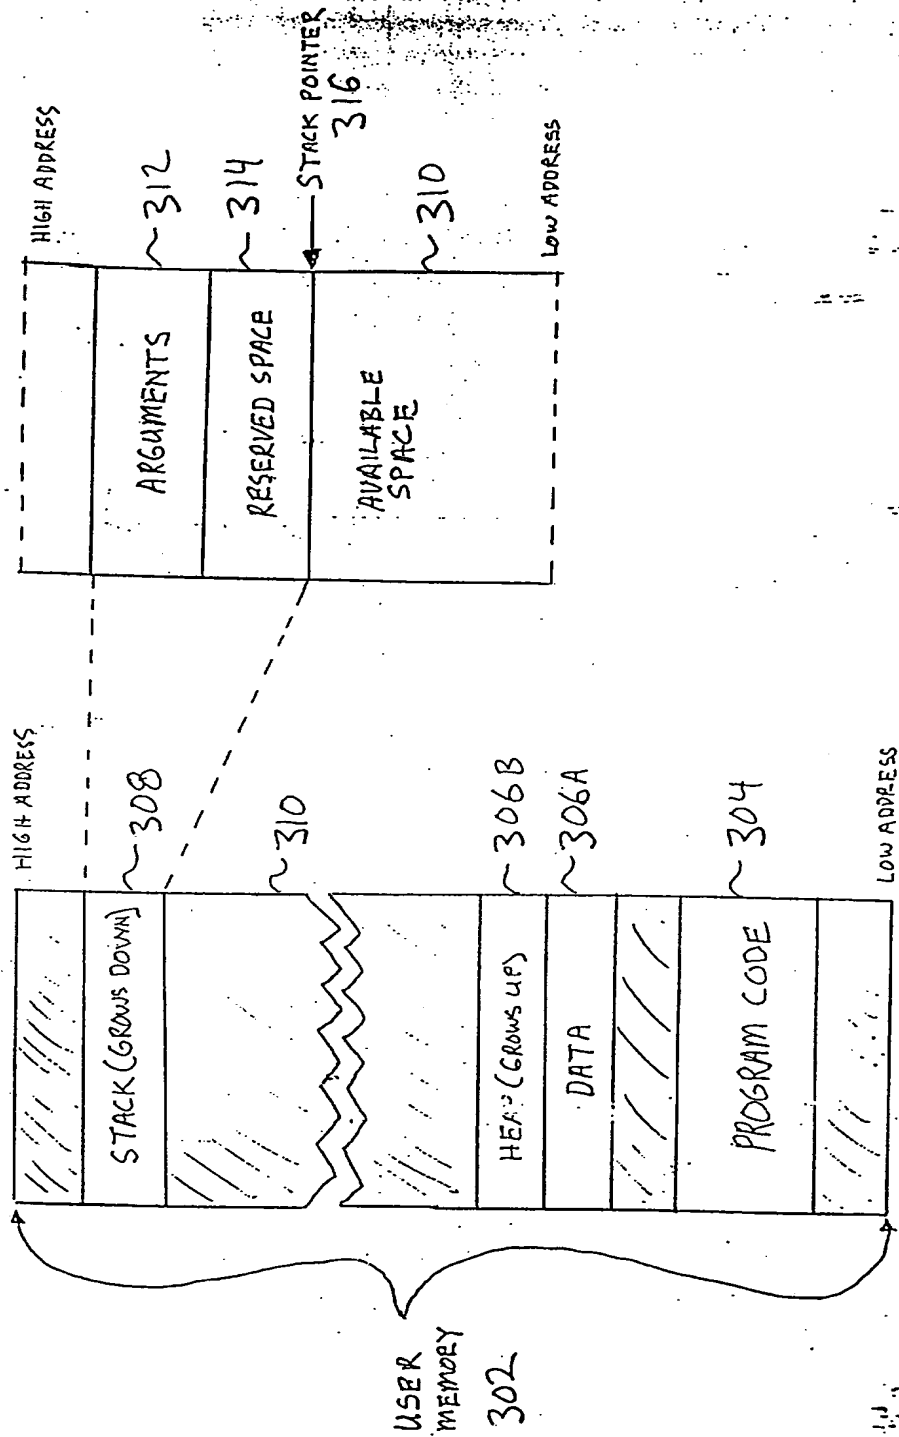 HIGH ADDRESS
STACK (GROWS DOWN)
308
310
HEAP (GROWS UP)
306B
DATA
306A
PROGRAM CODE
304
LOW ADDRESS
USER
MEMORY
302
HIGH ADDRESS
ARGUMENTS
312
RESERVED SPACE
314
STACK POINTER
316
AVAILABLE
SPACE
310
LOW ADDRESS